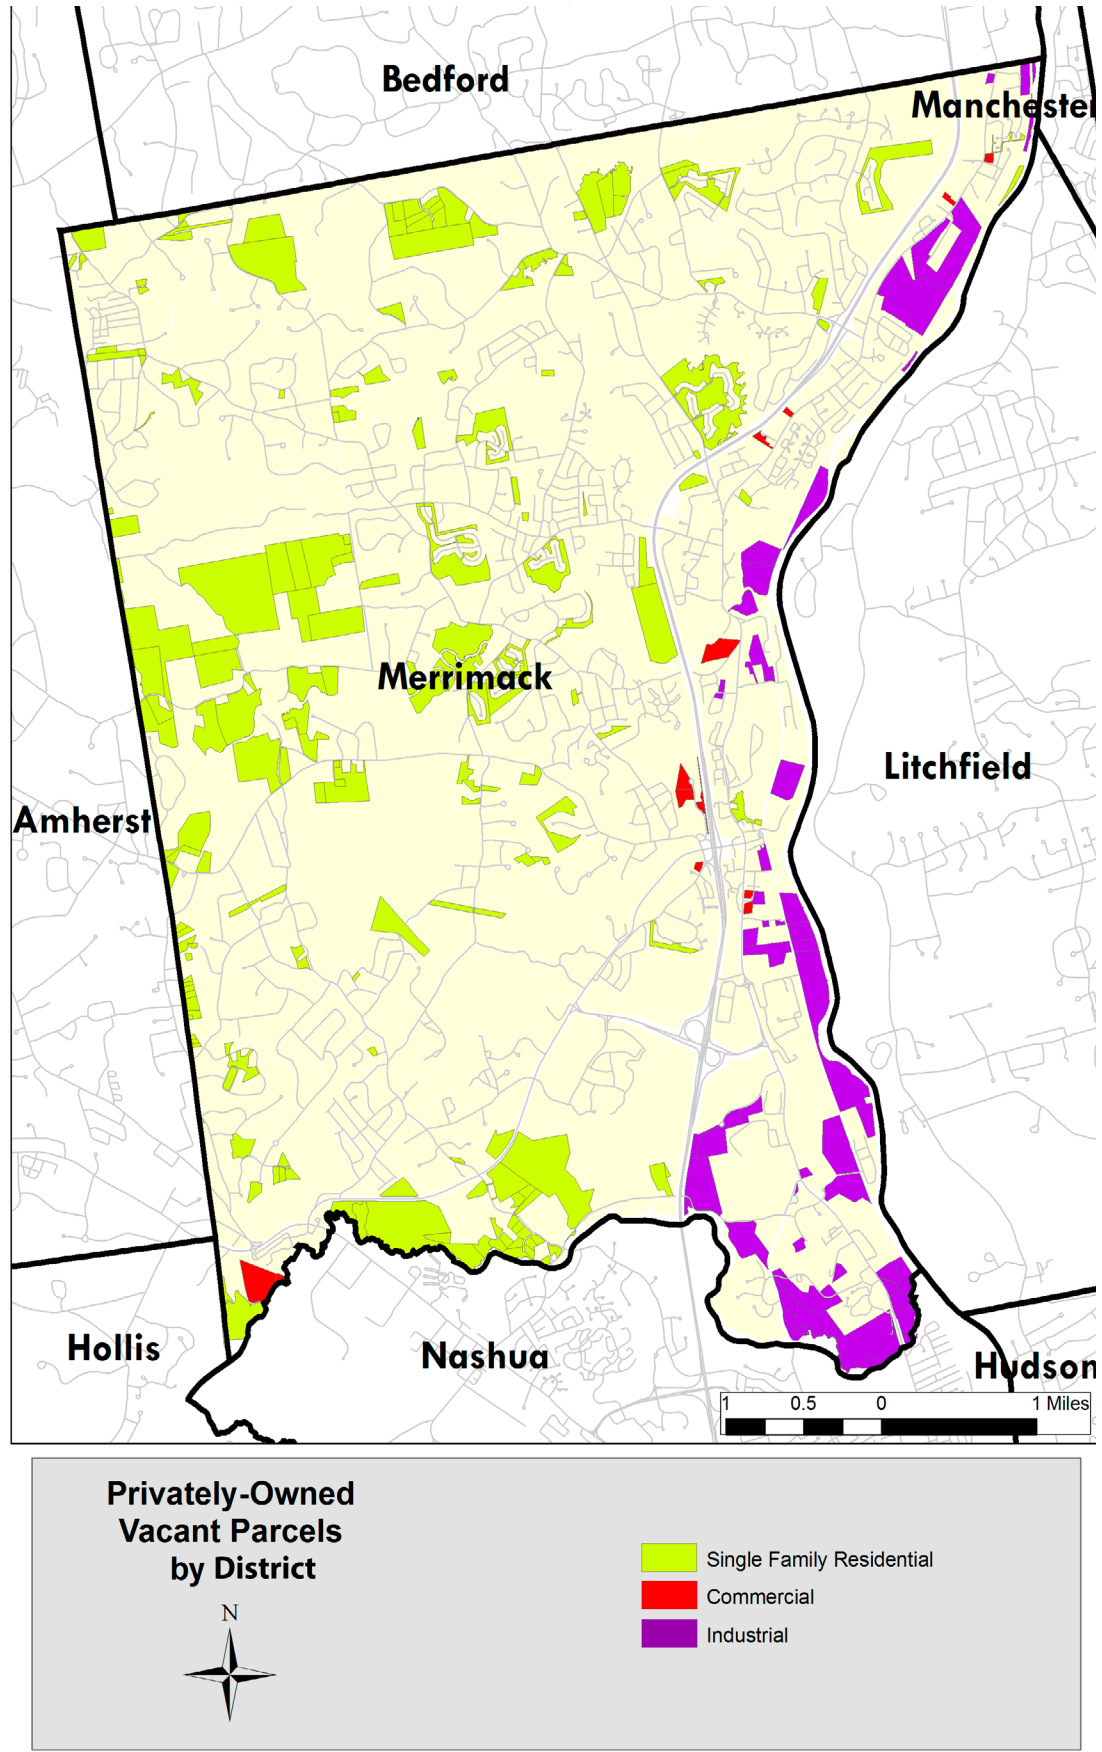 Bedford
Manchester
Merrimack
Litchfield
Amherst
Hollis
Nashua
Hudson
1 0.5 0 1 Miles
Privately-Owned
Vacant Parcels
by District
N
Single Family Residential
Commercial
Industrial